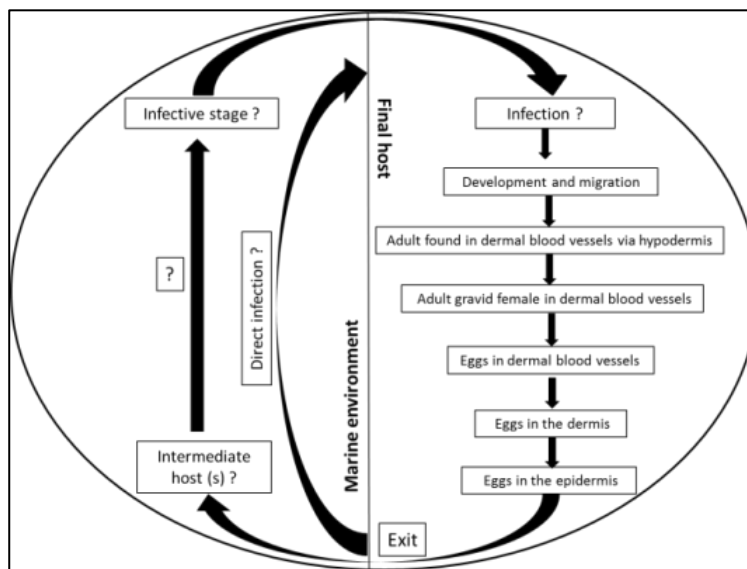 Infective stage ?
?
Intermediate
host (s) ?
Direct infection ?
Marine environment
Final host
Infection ?
Development and migration
Adult found in dermal blood vessels via hypodermis
Adult gravid female in dermal blood vessels
Eggs in dermal blood vessels
Eggs in the dermis
Eggs in the epidermis
Exit